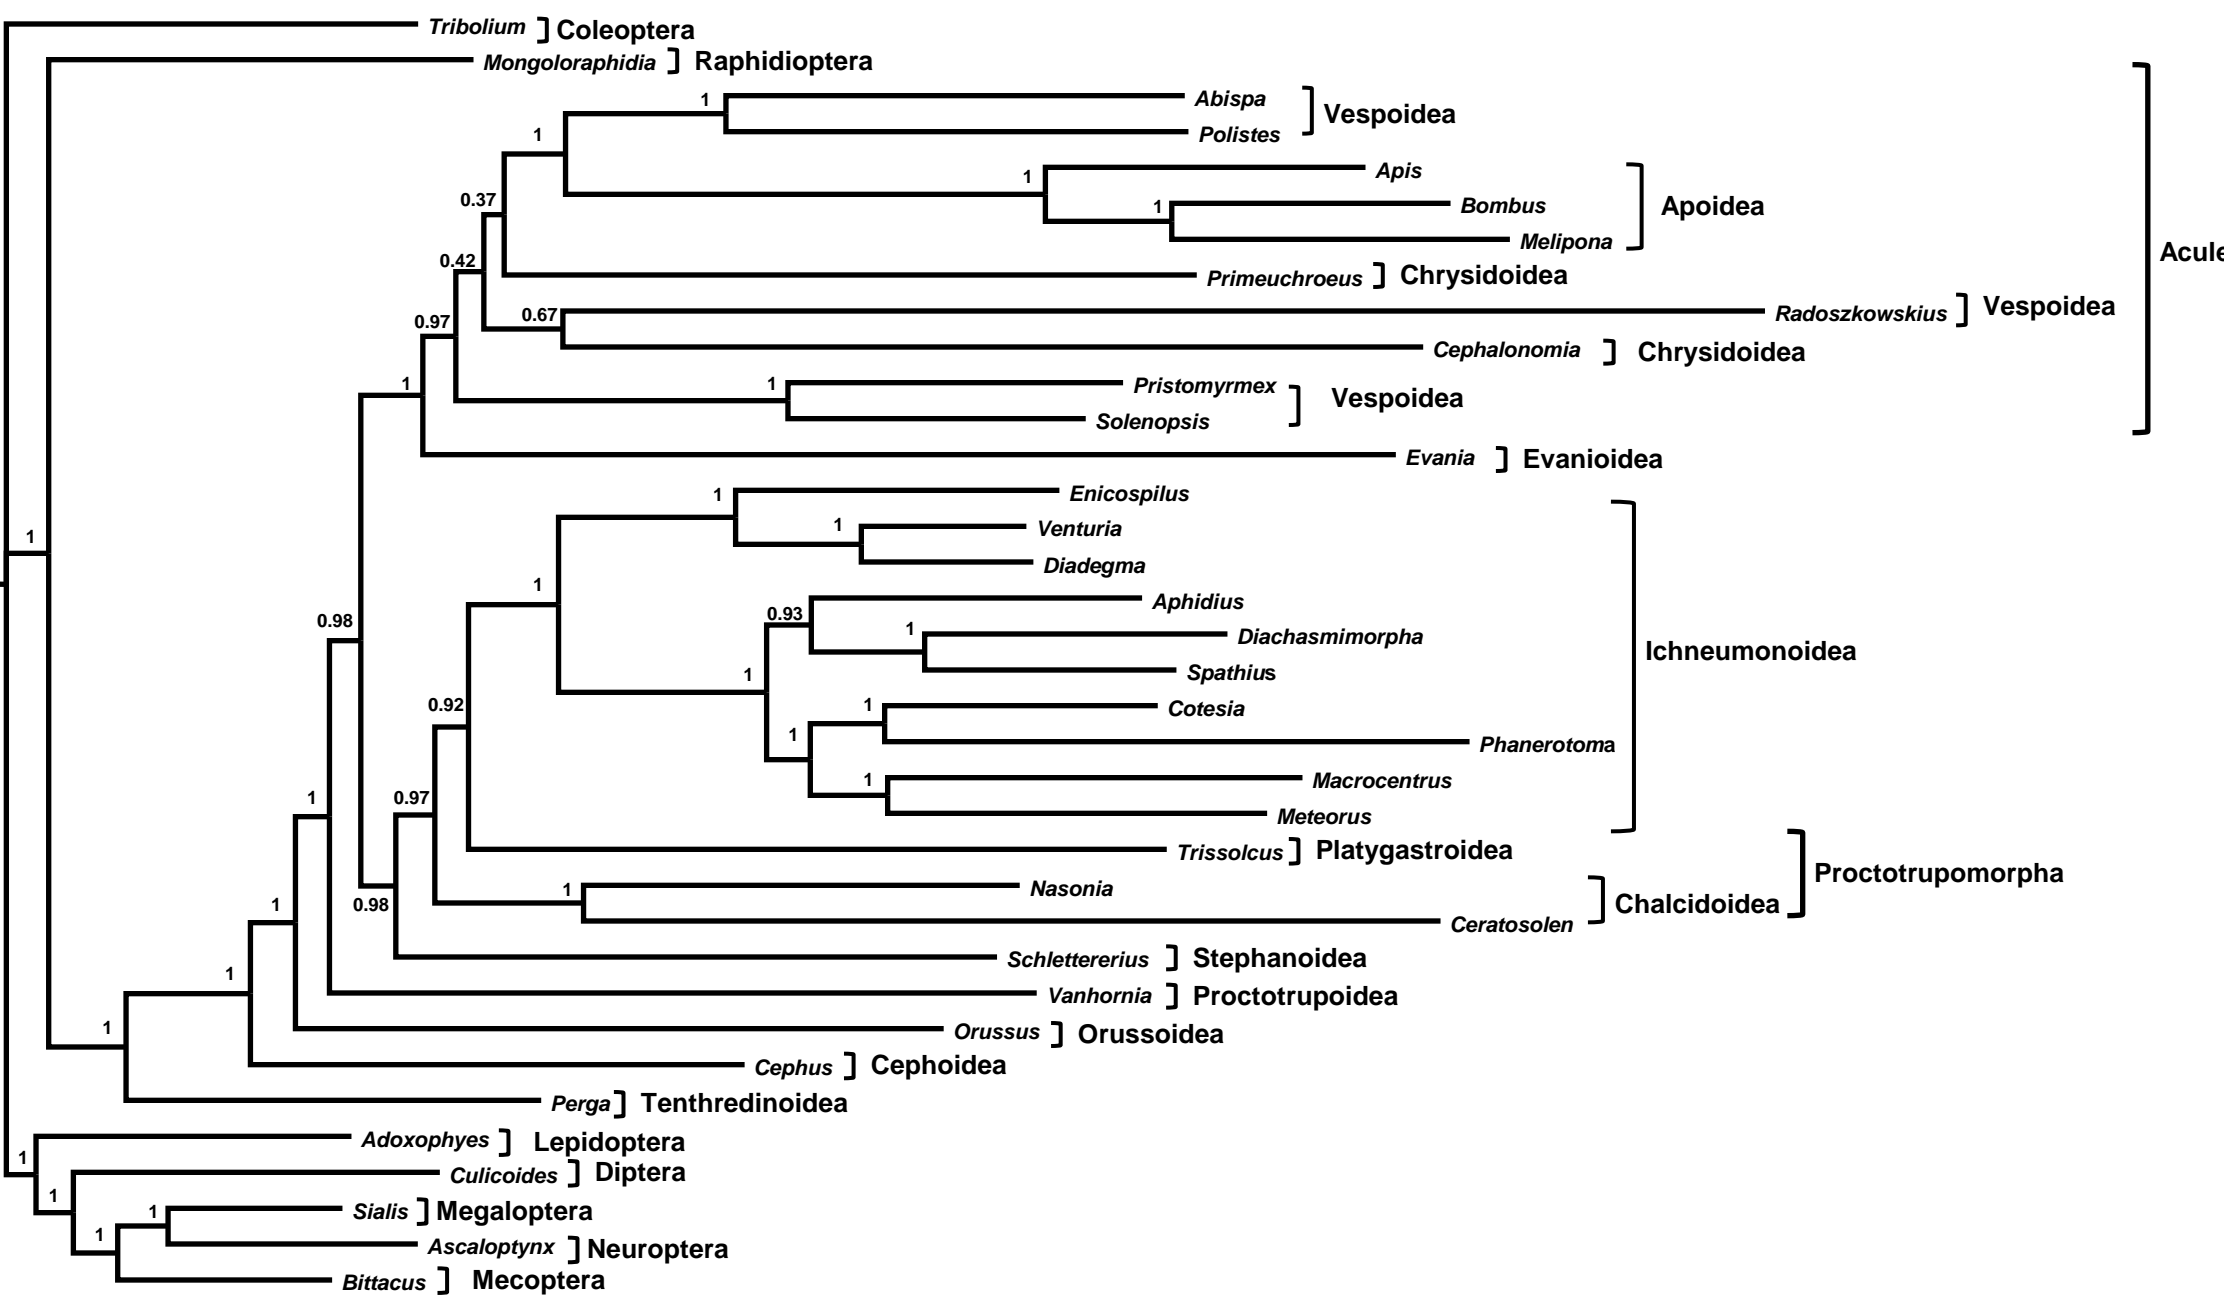 Tribolium Coleoptera
Mongoloraphidia Raphidioptera
1 Abispa Vespoidea
Polistes
1
1 Apis
1 Bombus Apoidea
0.37
Melipona
Acule
0.42
Primeuchroeus Chrysidoidea
0.67 Radoszkowskius Vespoidea
0.97
Cephalonomia Chrysidoidea
1 1 Pristomyrmex
Vespoidea
Solenopsis
Evania Evanioidea
1 Enicospilus
1 Venturia
1
Diadegma
1
Aphidius
0.93
0.98 1 Diachasmimorpha
Ichneumonoidea
1 Spathius
0.92 1 Cotesia
1
Phanerotoma
1 Macrocentrus
1 0.97
Meteorus
Trissolcus Platygastroidea
Proctotrupomorpha
1 Nasonia
1 0.98 Chalcidoidea
Ceratosolen
Schlettererius Stephanoidea
1
Vanhornia Proctotrupoidea
1 Orussus Orussoidea
Cephus Cephoidea
Perga Tenthredinoidea
Adoxophyes Lepidoptera
1
Culicoides Diptera
1
1 Sialis Megaloptera
1
Ascaloptynx Neuroptera
Bittacus Mecoptera